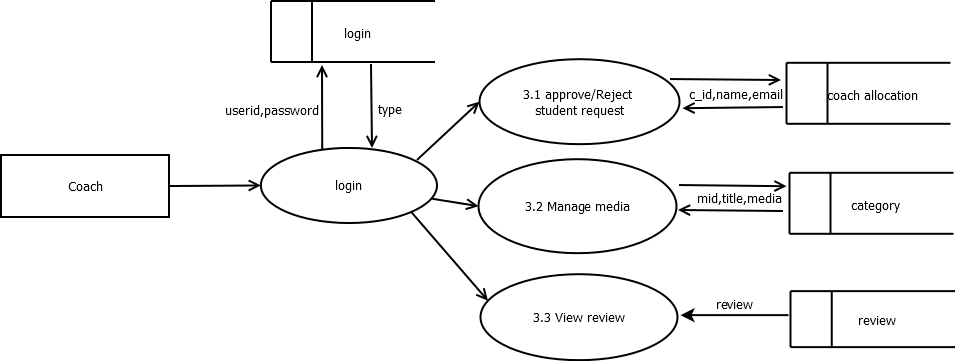 login
userid,password
type
Coach
login
3.1 approve/Reject
student request
c_id,name,email
coach allocation
3.2 Manage media
mid,title,media
category
3.3 View review
review
review